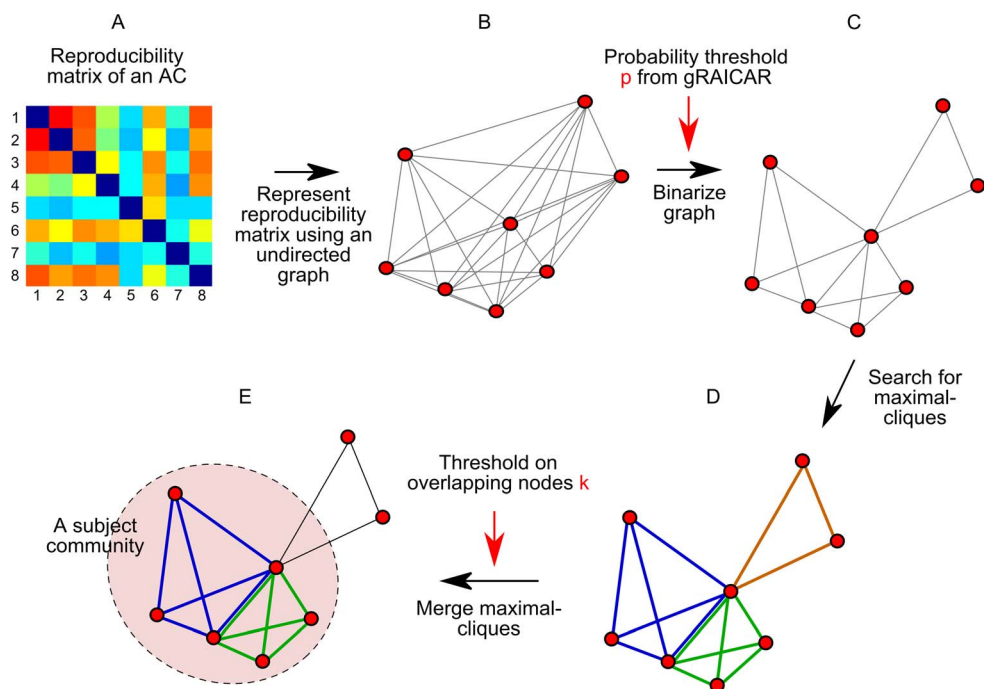 A
Reproducibility
matrix of an AC
1
2
3
4
5
6
7
8
1 2 3 4 5 6 7 8
Represent
reproducibility
matrix using an
undirected
graph
B
Probability threshold
p from gRAICAR
Binarize
graph
C
Search for
maximal-
cliques
D
Threshold on
overlapping nodes k
Merge maximal-
cliques
E
A subject
community